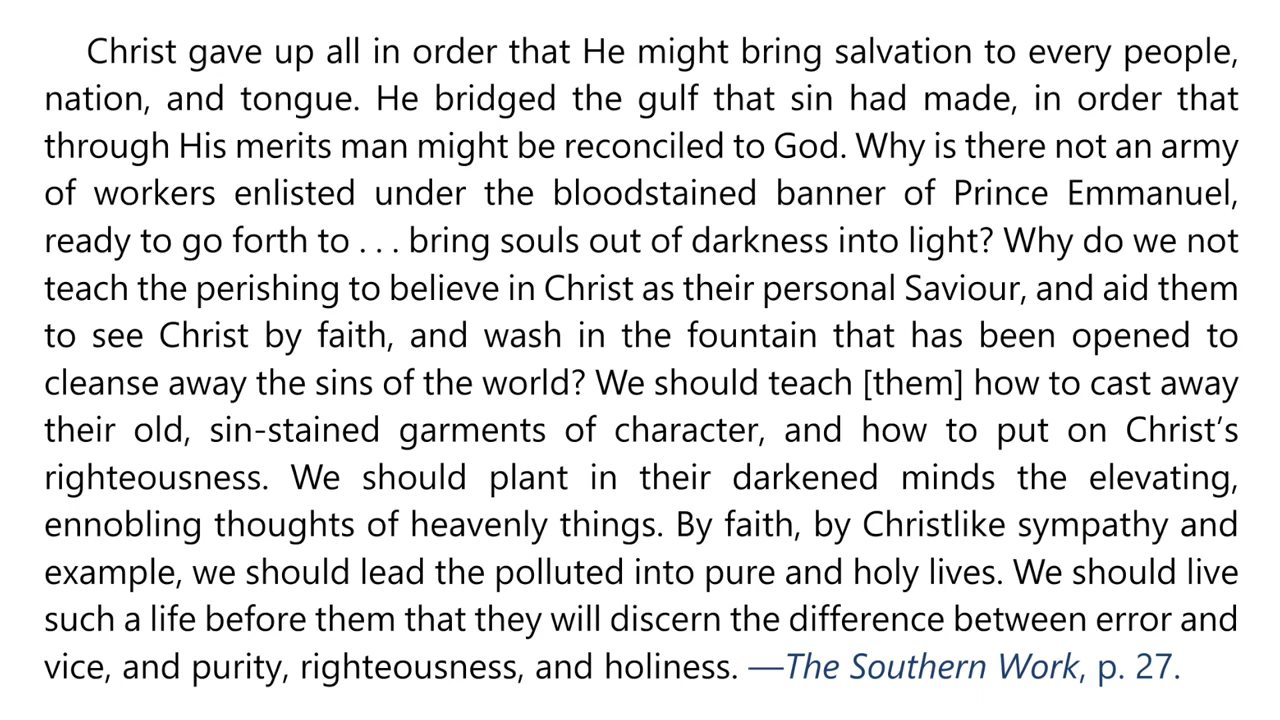 Christ gave up all in order that He might bring salvation to every people,
nation, and tongue. He bridged the gulf that sin had made, in order that
through His merits man might be reconciled to God. Why is there not an army
of workers enlisted under the bloodstained banner of Prince Emmanuel,
ready to go forth to . . . bring souls out of darkness into light? Why do we not
teach the perishing to believe in Christ as their personal Saviour, and aid them
to see Christ by faith, and wash in the fountain that has been opened to
cleanse away the sins of the world? We should teach [them] how to cast away
their old, sin-stained garments of character, and how to put on Christ‘s
righteousness. We should plant in their darkened minds the elevating,
ennobling thoughts of heavenly things. By faith, by Christlike sympathy and
example, we should lead the polluted into pure and holy lives. We should live
such a life before them that they will discern the difference between error and
vice, and purity, righteousness, and holiness. —The Southern Work, p. 27.